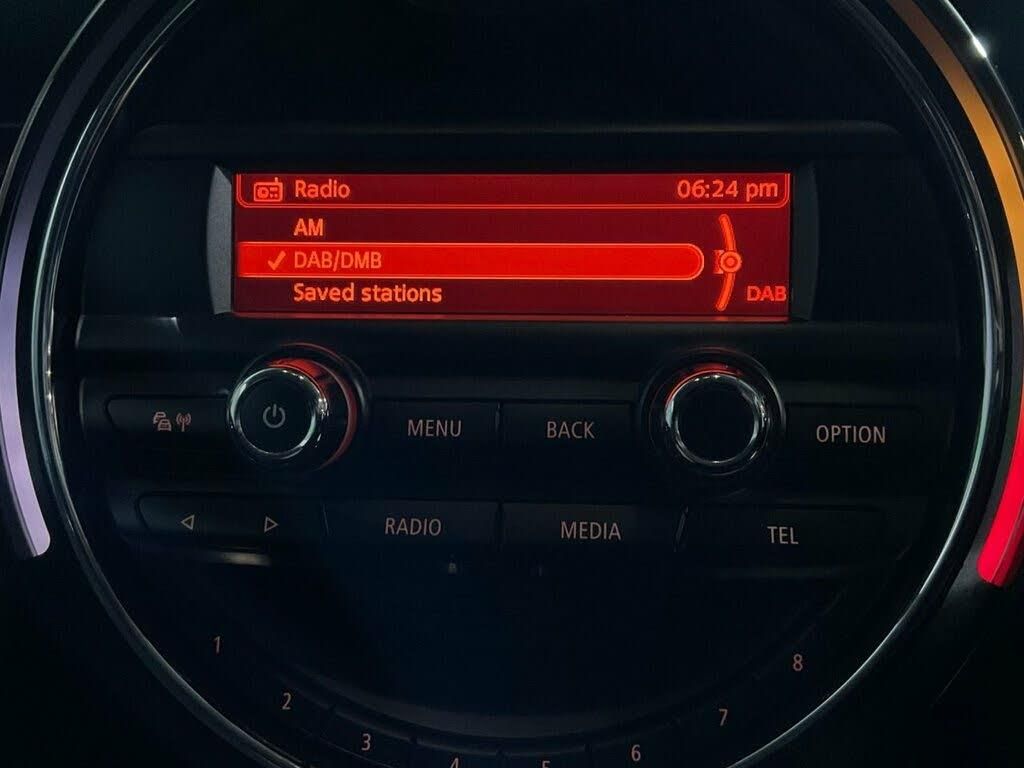 Radio 06:24 pm
AM
✓ DAB/DMB
Saved stations
DAB
MENU BACK OPTION
RADIO MEDIA TEL
1 2 3 4 5 6 7 8